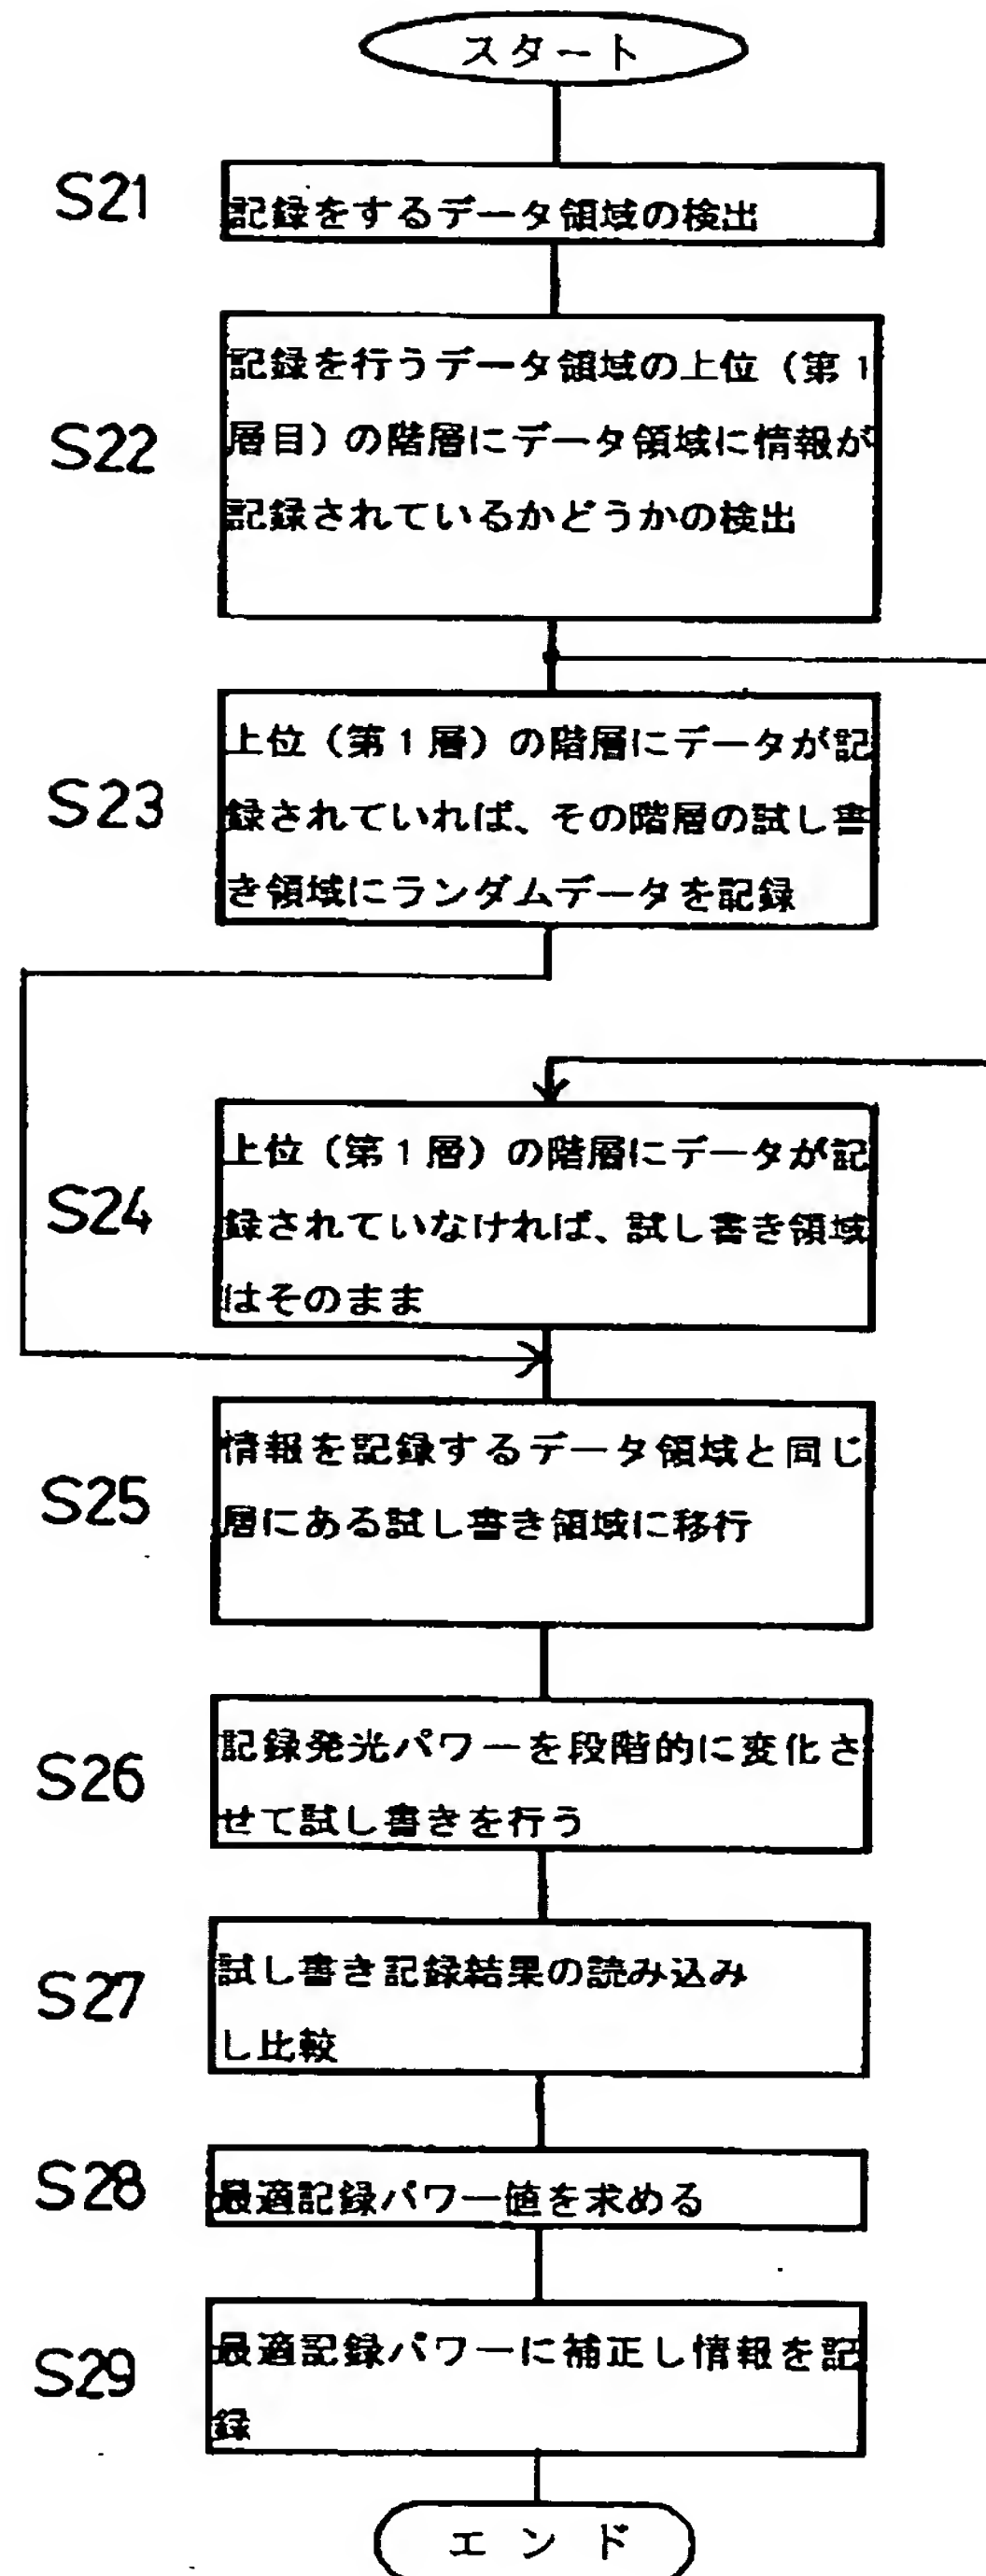 スタート
S21
記録をするデータ領域の検出
S22
記録を行うデータ領域の上位（第1
層目）の階層にデータ領域に情報が
記録されているかどうかの検出
S23
上位（第1層）の階層にデータが記
録されていれば、その階層の試し書
き領域にランダムデータを記録
S24
上位（第1層）の階層にデータが記
録されていなければ、試し書き領域
はそのまま
S25
情報を記録するデータ領域と同じ
層にある試し書き領域に移行
S26
記録発光パワーを段階的に変化さ
せて試し書きを行う
S27
試し書き記録結果の読み込み
し比較
S28
最適記録パワー値を求める
S29
最適記録パワーに補正し情報を記
録
エンド